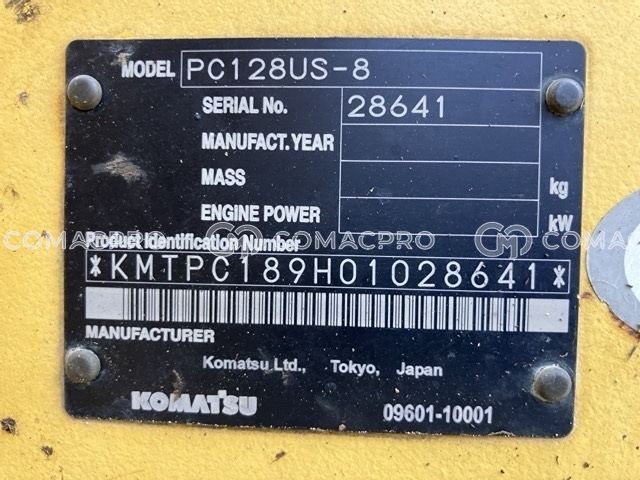 MODEL PC128US-8
SERIAL No. 28641
MANUFACT. YEAR
MASS kg
ENGINE POWER kW
COMACPRO COMACPRO COMACPRO
Product Identification Number
*KMTPC189H01028641*
MANUFACTURER
Komatsu Ltd., Tokyo, Japan
KOMATSU 09601-10001